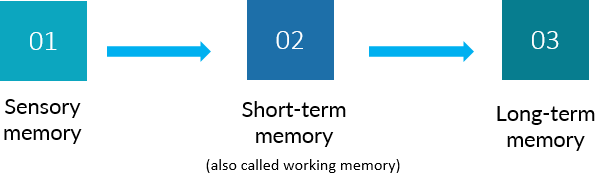 01
02
03
Sensory
memory
Short-term
memory
(also called working memory)
Long-term
memory